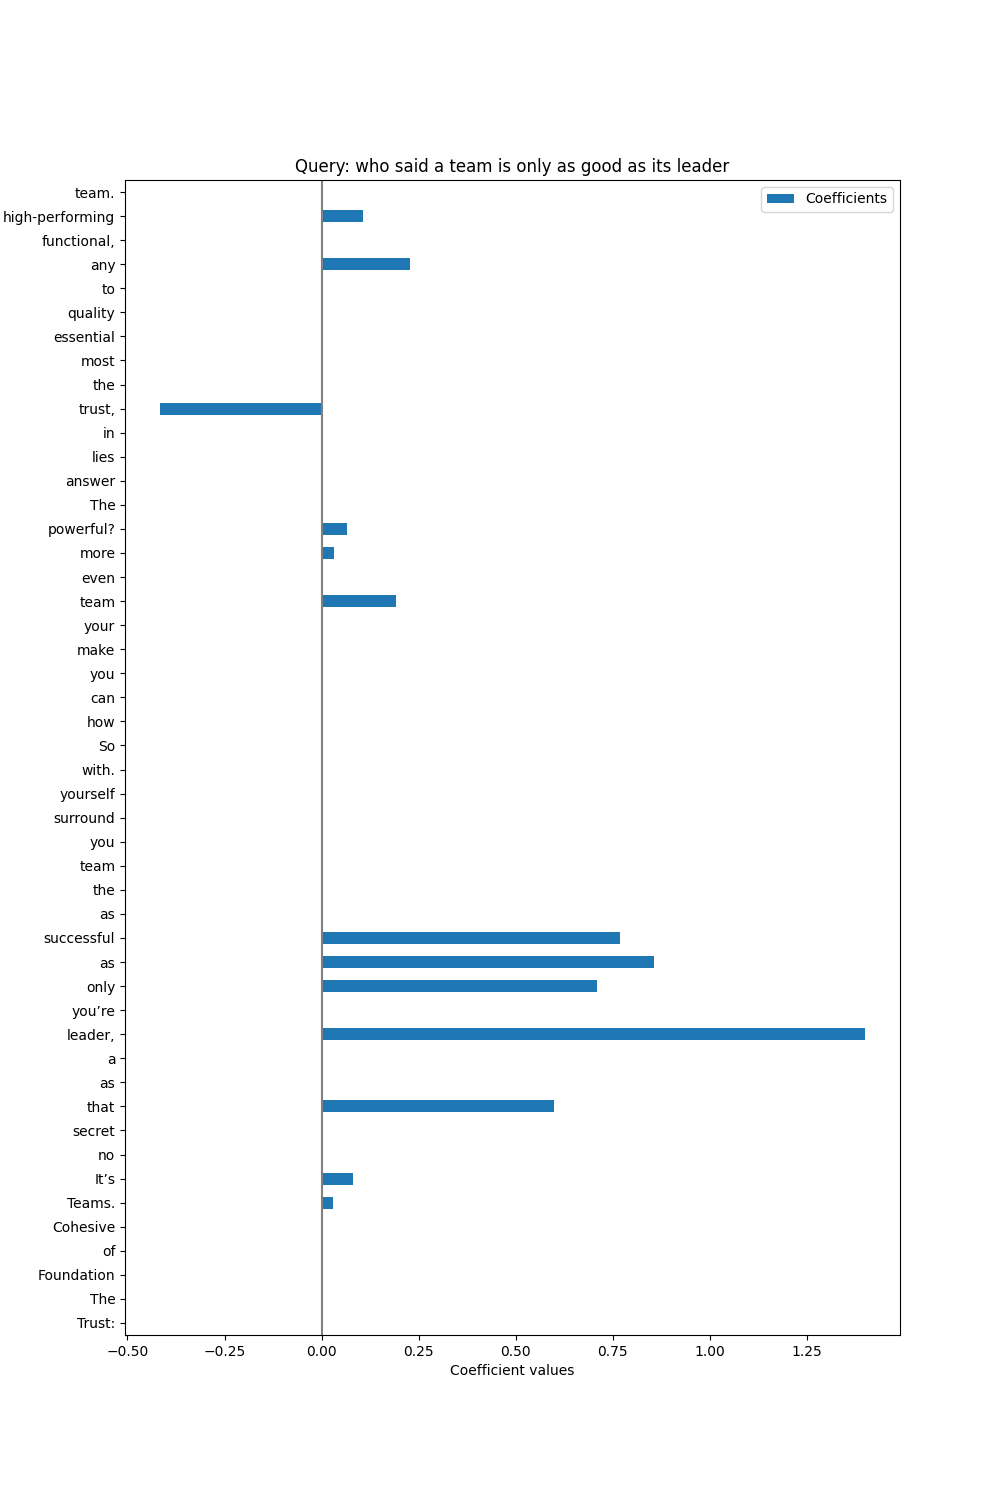 Query: who said a team is only as good as its leader
Coefficients
team.
high-performing
functional,
any
to
quality
essential
most
the
trust,
in
lies
answer
The
powerful?
more
even
team
your
make
you
can
how
So
with.
yourself
surround
you
team
the
as
successful
as
only
you’re
leader,
a
as
that
secret
no
It’s
Teams.
Cohesive
of
Foundation
The
Trust:
−0.50 −0.25 0.00 0.25 0.50 0.75 1.00 1.25
Coefficient values